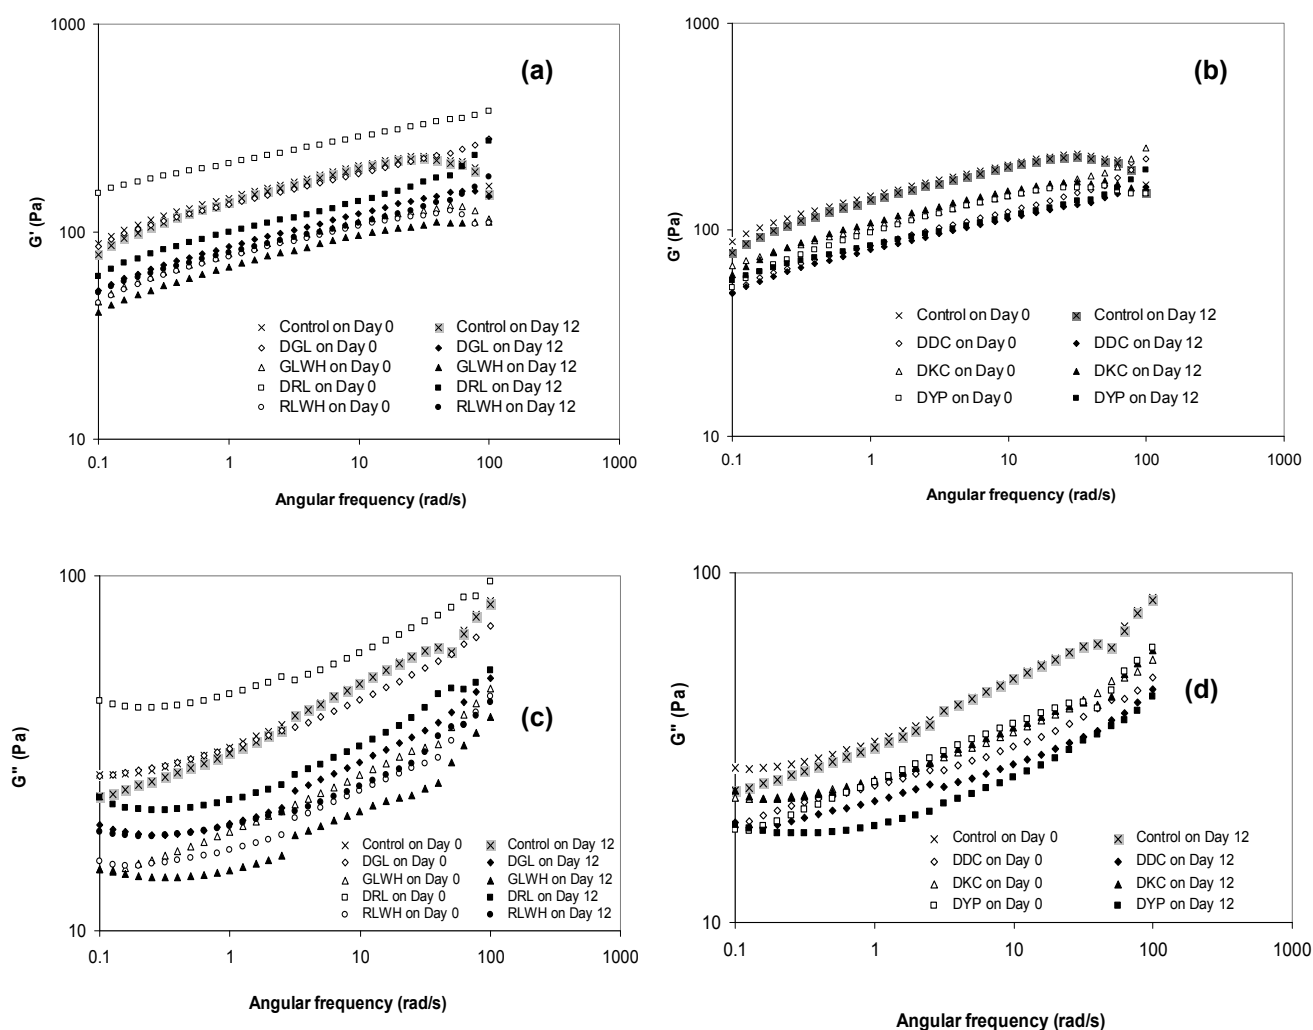 (a)
1000
100
10
G' (Pa)
0.1 1 10 100 1000
Angular frequency (rad/s)
Control on Day 0 Control on Day 12
DGL on Day 0 DGL on Day 12
GLWH on Day 0 GLWH on Day 12
DRL on Day 0 DRL on Day 12
RLWH on Day 0 RLWH on Day 12
(b)
1000
100
10
G' (Pa)
0.1 1 10 100 1000
Angular frequency (rad/s)
Control on Day 0 Control on Day 12
DDC on Day 0 DDC on Day 12
DKC on Day 0 DKC on Day 12
DYP on Day 0 DYP on Day 12
(c)
100
10
G" (Pa)
0.1 1 10 100 1000
Angular frequency (rad/s)
Control on Day 0 Control on Day 12
DGL on Day 0 DGL on Day 12
GLWH on Day 0 GLWH on Day 12
DRL on Day 0 DRL on Day 12
RLWH on Day 0 RLWH on Day 12
(d)
100
10
G" (Pa)
0.1 1 10 100 1000
Angular frequency (rad/s)
Control on Day 0 Control on Day 12
DDC on Day 0 DDC on Day 12
DKC on Day 0 DKC on Day 12
DYP on Day 0 DYP on Day 12